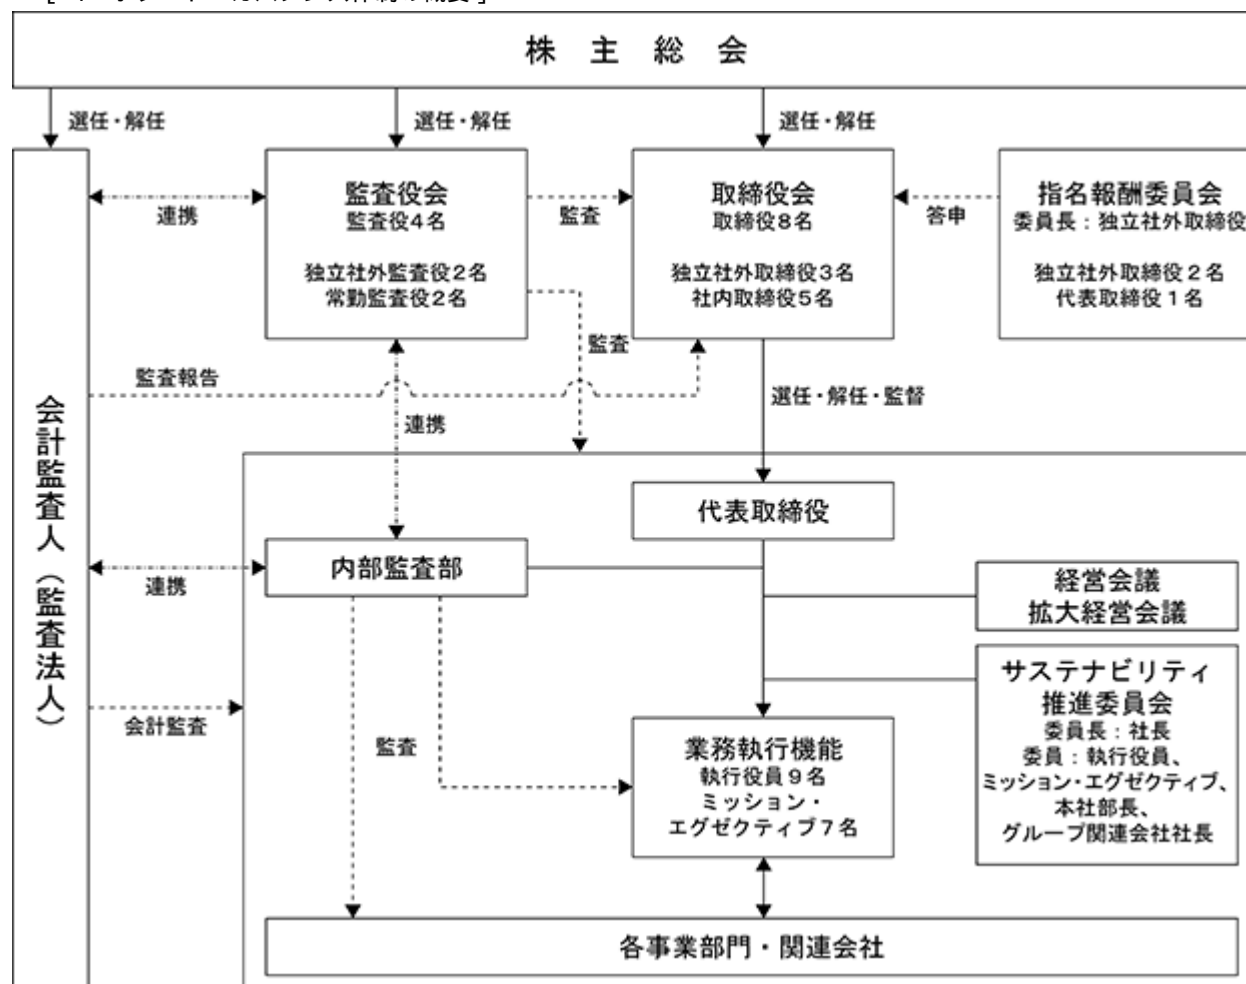 株主総会
選任・解任
選任・解任
選任・解任
監査役会
監査役4名
独立社外監査役2名
常勤監査役2名
取締役会
取締役8名
独立社外取締役3名
社内取締役5名
指名報酬委員会
委員長：独立社外取締役
独立社外取締役２名
代表取締役１名
連携
監査
答申
監査
監査報告
選任・解任・監督
連携
会計監査人（監査法人）
代表取締役
内部監査部
連携
経営会議
拡大経営会議
サステナビリティ
推進委員会
委員長：社長
委員：執行役員、
ミッション・エグゼクティブ、
本社部長、
グループ関連会社社長
会計監査
監査
業務執行機能
執行役員９名
ミッション・
エグゼクティブ７名
各事業部門・関連会社